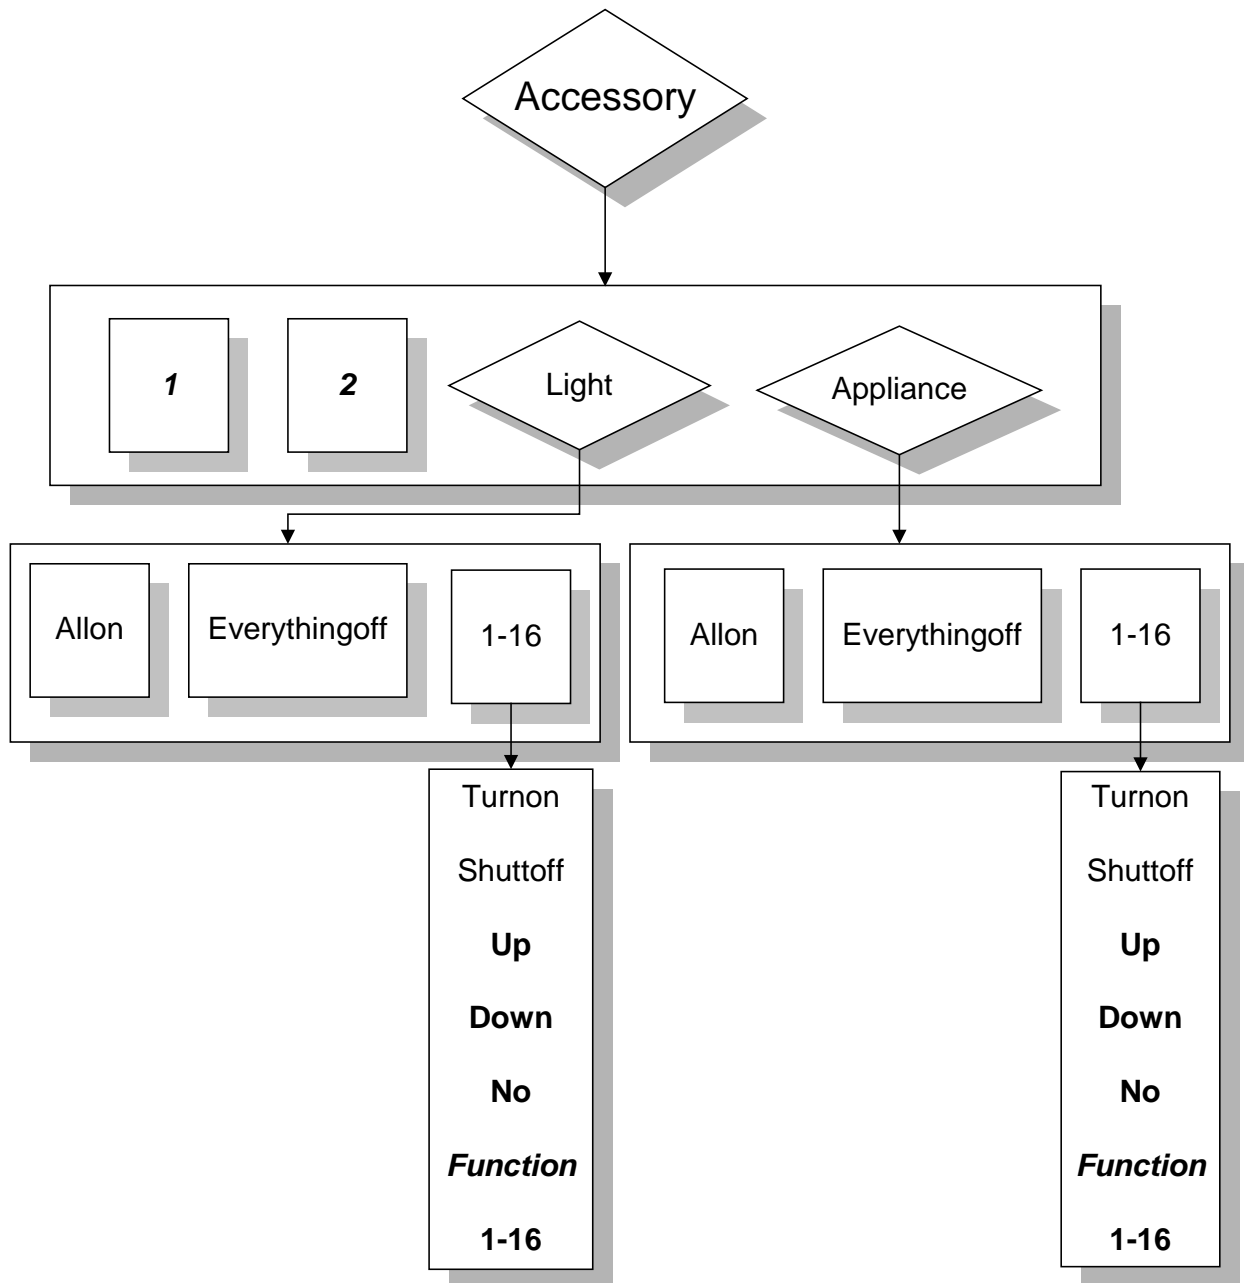 Accessory
1
2
Light
Appliance
Allon
Everythingoff
1-16
Allon
Everythingoff
1-16
Turnon
Shuttoff
Up
Down
No
Function
1-16
Turnon
Shuttoff
Up
Down
No
Function
1-16